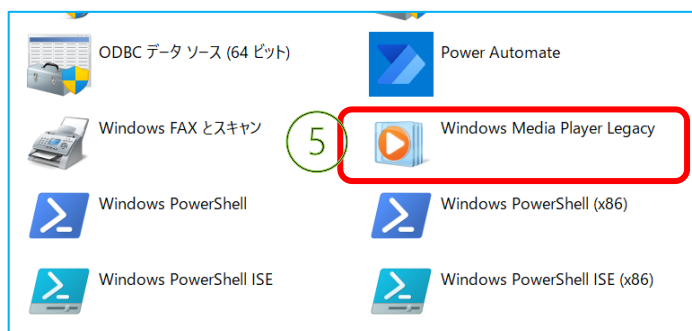 ODBC データ ソース (64 ビット)
Power Automate
Windows FAX とスキャン
5
Windows Media Player Legacy
Windows PowerShell
Windows PowerShell (x86)
Windows PowerShell ISE
Windows PowerShell ISE (x86)